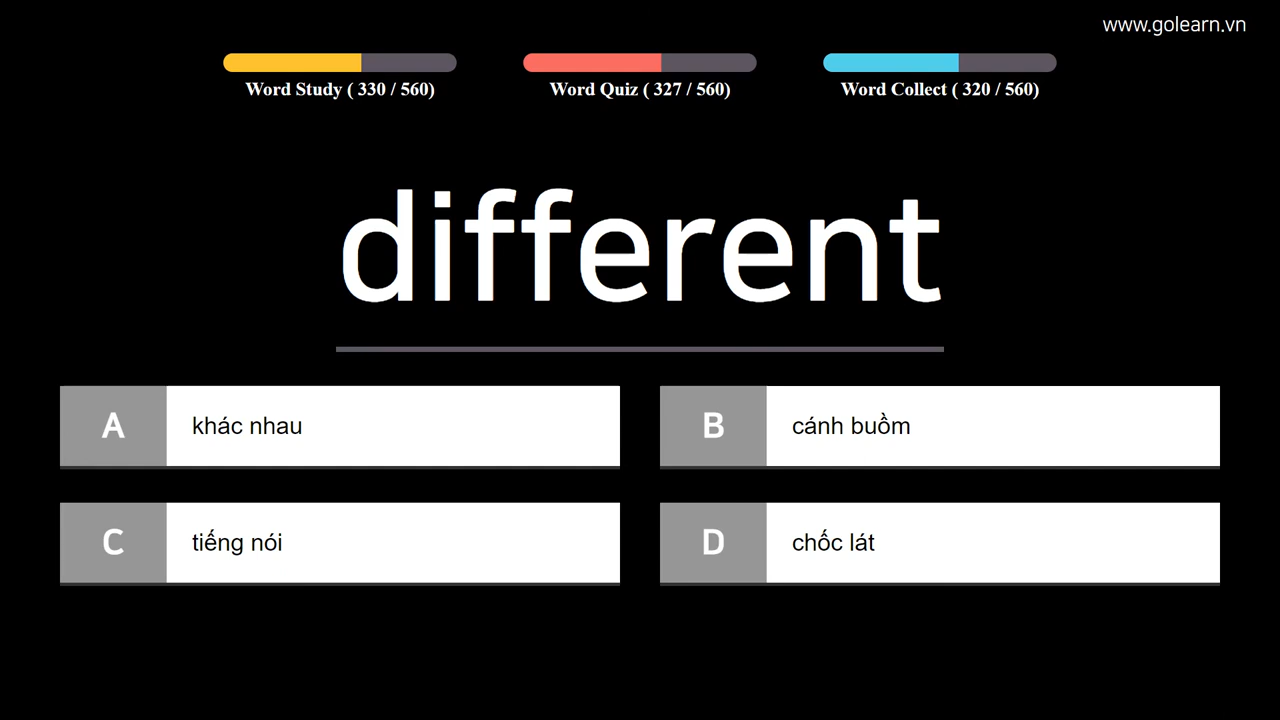 www.golearn.vn
Word Study ( 330 / 560)
Word Quiz ( 327 / 560)
Word Collect ( 320 / 560)
different
A khác nhau
B cánh buồm
C tiếng nói
D chốc lát